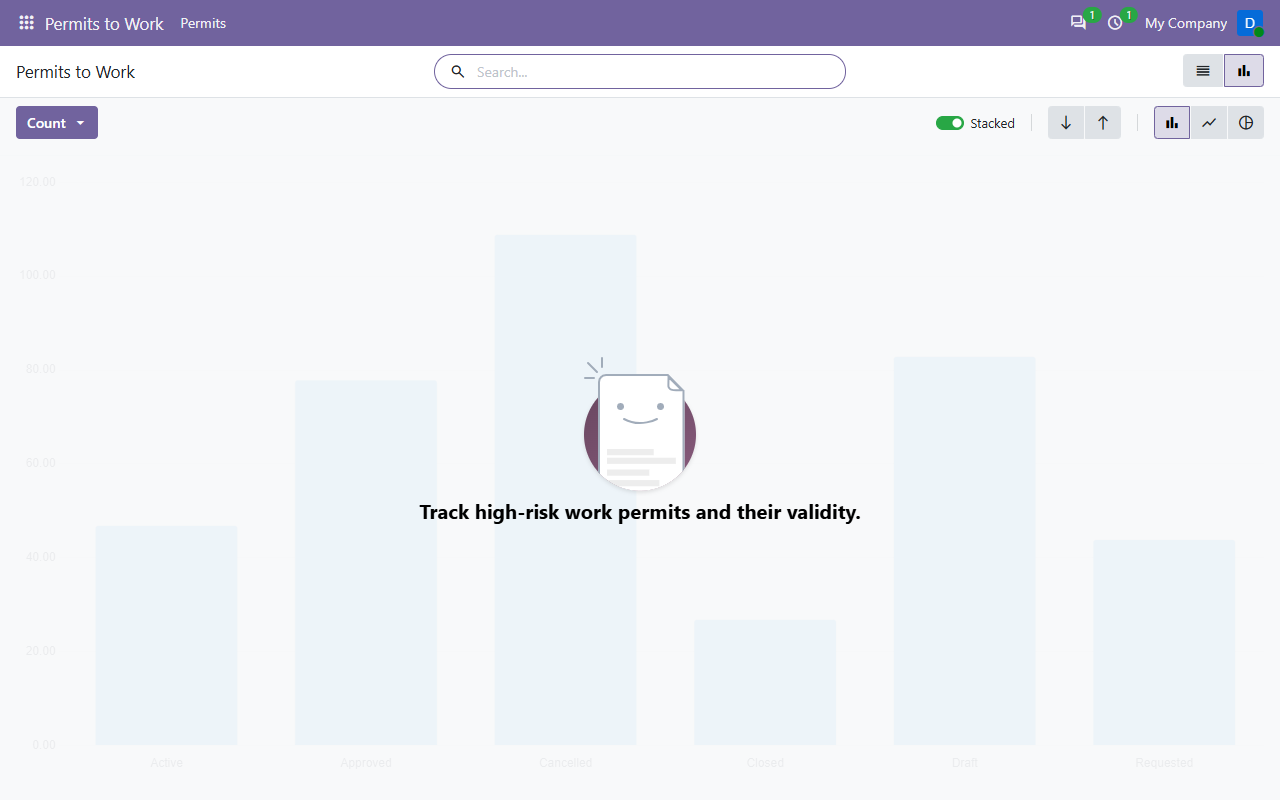 Permits to Work
Permits
1
1
My Company
D
Permits to Work
Search...
Count
Stacked
120.00
100.00
80.00
60.00
40.00
20.00
0.00
Track high-risk work permits and their validity.
Active
Approved
Cancelled
Closed
Draft
Requested